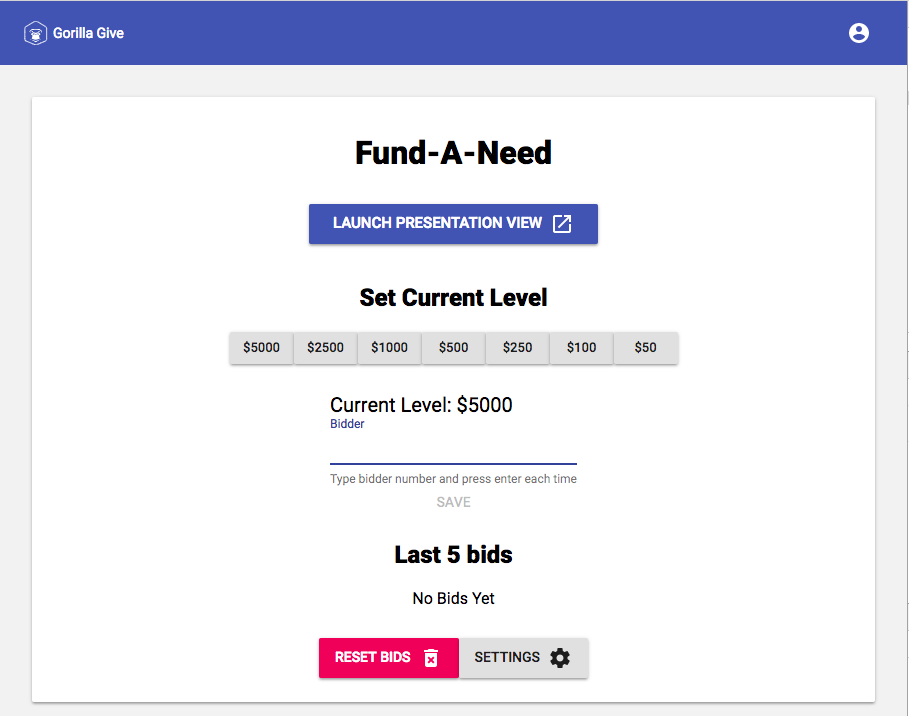 Gorilla Give
Fund-A-Need
LAUNCH PRESENTATION VIEW
Set Current Level
$5000 $2500 $1000 $500 $250 $100 $50
Current Level: $5000
Bidder
Type bidder number and press enter each time
SAVE
Last 5 bids
No Bids Yet
RESET BIDS SETTINGS